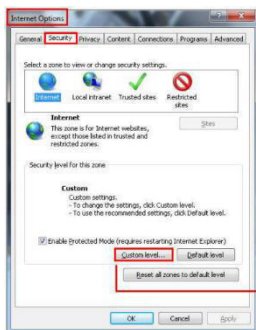 Internet Options
General Security Privacy Content Connections Programs Advanced
Select a zone to view or change security settings.
Internet Local intranet Trusted sites Restricted sites
Internet
Sites
This zone is for Internet websites,
except those listed in trusted and
restricted zones.
Security level for this zone
Custom
Custom settings.
- To change the settings, click Custom level.
- To use the recommended settings, click Default level.
Enable Protected Mode (requires restarting Internet Explorer)
Custom level... Default level
Reset all zones to default level
OK Cancel Apply